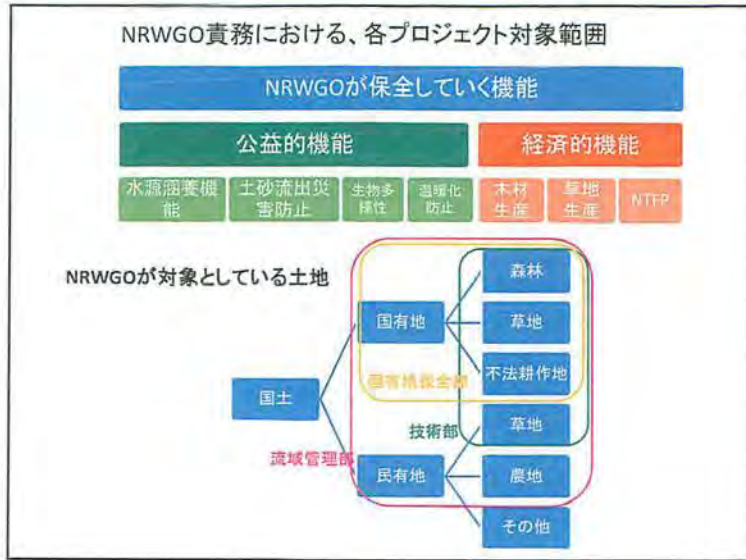 NRWGO責務における、各プロジェクト対象範囲
NRWGOが保全していく機能
公益的機能
経済的機能
水源涵養機
能
土砂流出災
害防止
生物多
様性
温暖化
防止
木材
生産
草地
生産
NTFP
NRWGOが対象としている土地
森林
国有地
草地
国有地保全部
不法耕作地
国土
技術部
草地
流域管理部
民有地
農地
その他